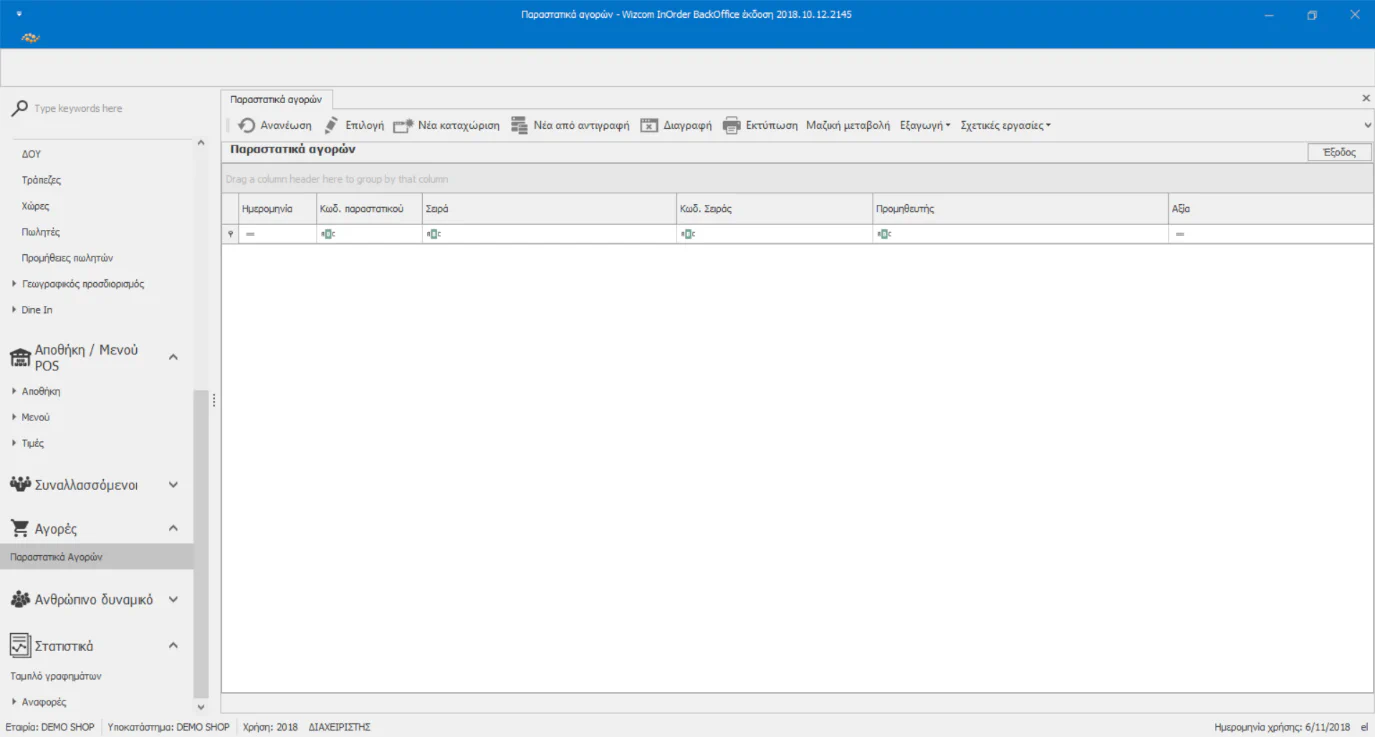 Παραστατικά αγορών - Wizcom InOrder BackOffice έκδοση 2018.10.12.2145
Type keywords here
ΔΟΥ
Τράπεζες
Χώρες
Πωλητές
Προμήθειες πωλητών
Γεωγραφικός προσδιορισμός
Dine In
Αποθήκη / Μενού
POS
Αποθήκη
Μενού
Τιμές
Συναλλασσόμενοι
Αγορές
Παραστατικά Αγορών
Ανθρώπινο δυναμικό
Στατιστικά
Ταμπλό γραφημάτων
Αναφορές
Παραστατικά αγορών
Ανανέωση Επιλογή Νέα καταχώριση Νέα από αντιγραφή Διαγραφή Εκτύπωση Μαζική μεταβολή Εξαγωγή Σχετικές εργασίες
Παραστατικά αγορών
Έξοδος
Drag a column header here to group by that column
Ημερομηνία Κωδ. παραστατικού Σειρά Κωδ. Σειράς Προμηθευτής Αξία
Εταιρία: DEMO SHOP Υποκατάστημα: DEMO SHOP Χρήση: 2018 ΔΙΑΧΕΙΡΙΣΤΗΣ Ημερομηνία χρήσης: 6/11/2018 el